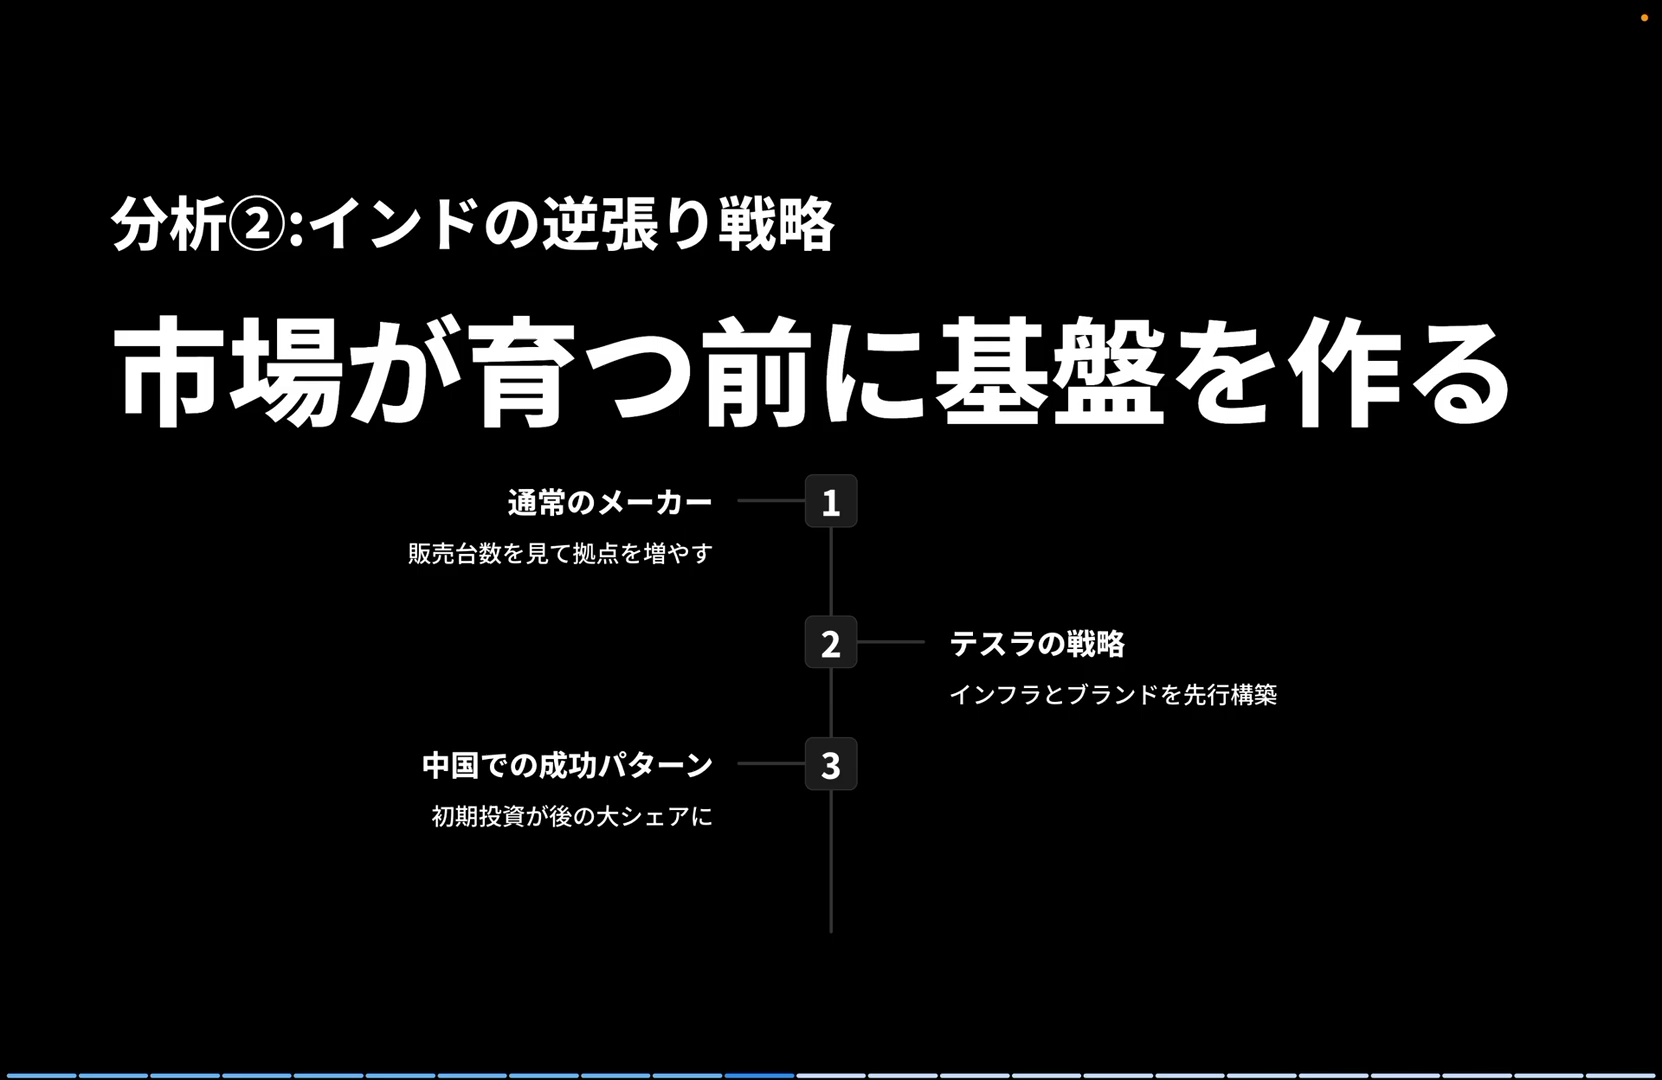 分析②:インドの逆張り戦略
市場が育つ前に基盤を作る
通常のメーカー
1
販売台数を見て拠点を増やす
2
テスラの戦略
インフラとブランドを先行構築
中国での成功パターン
3
初期投資が後の大シェアに